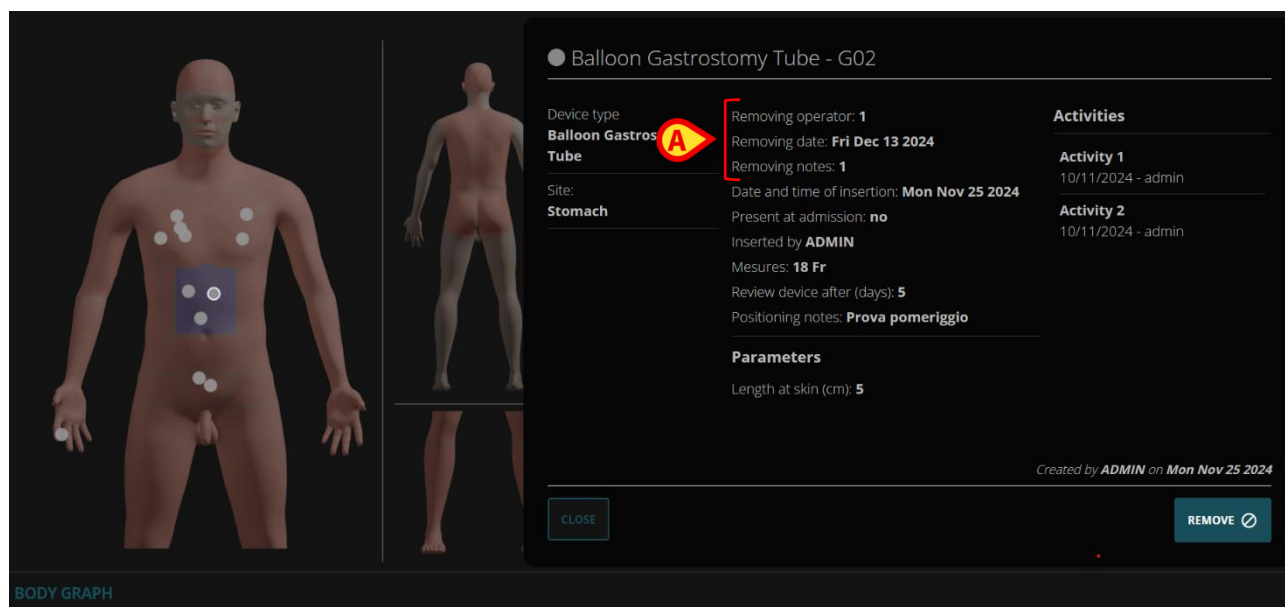 Balloon Gastrostomy Tube - G02
Device type
Balloon Gastros
Tube
Site:
Stomach
A
Removing operator: 1
Removing date: Fri Dec 13 2024
Removing notes: 1
Date and time of insertion: Mon Nov 25 2024
Present at admission: no
Inserted by ADMIN
Mesures: 18 Fr
Review device after (days): 5
Positioning notes: Prova pomeriggio
Parameters
Length at skin (cm): 5
Activities
Activity 1
10/11/2024 - admin
Activity 2
10/11/2024 - admin
Created by ADMIN on Mon Nov 25 2024
CLOSE
REMOVE
BODY GRAPH